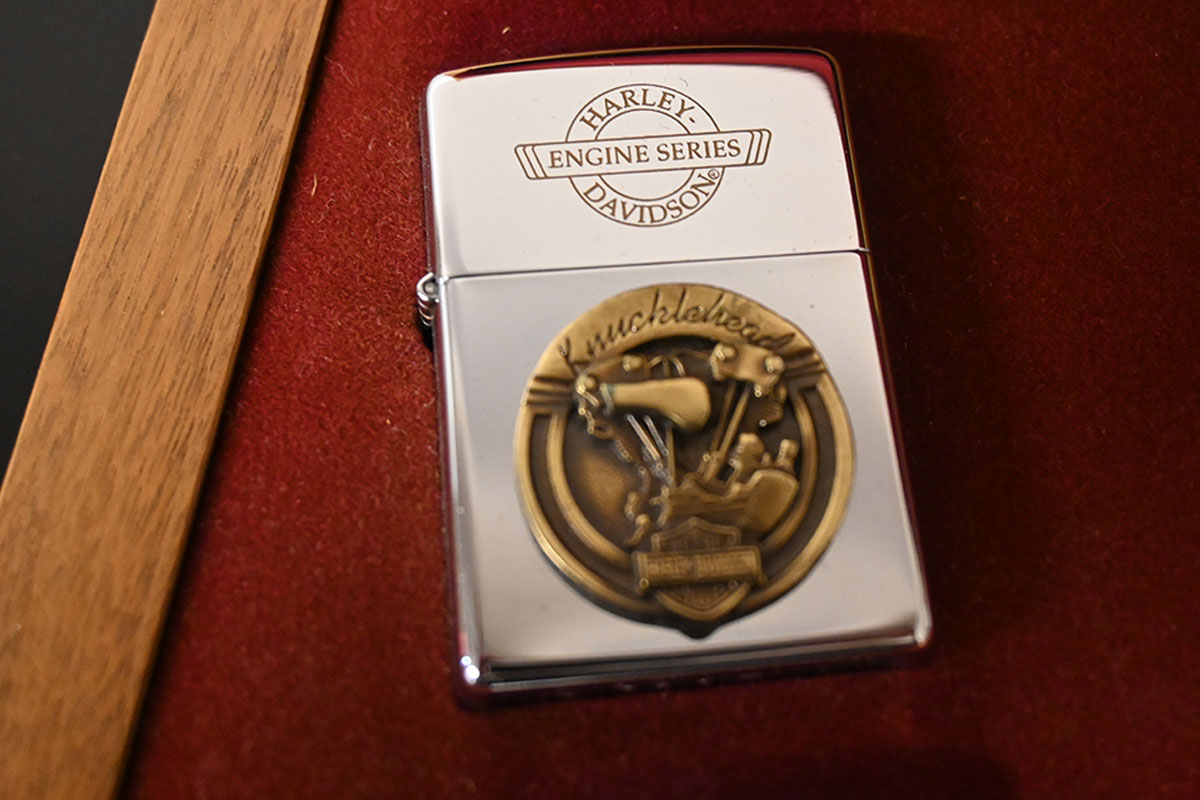 HARLEY-
ENGINE SERIES
DAVIDSON®
Knucklehead